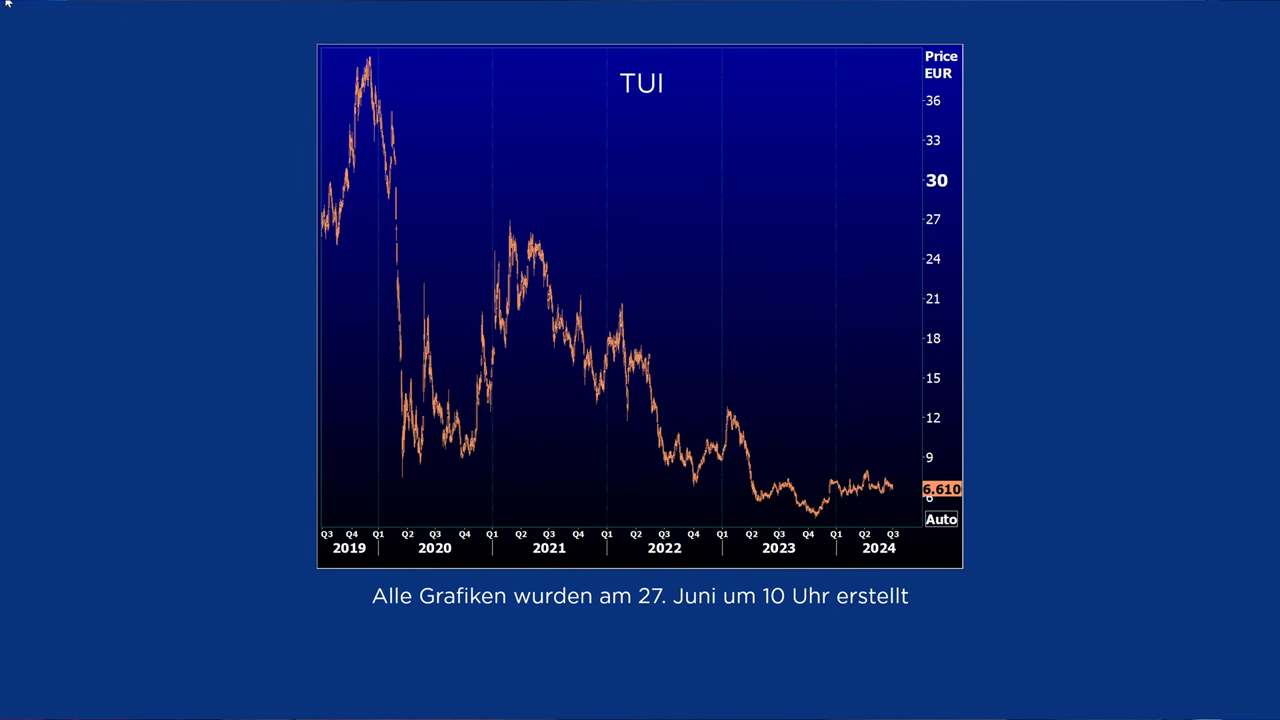 TUI
Price
EUR
36
33
30
27
24
21
18
15
12
9
6.610
6
Auto
Q3 Q4 Q1 Q2 Q3 Q4 Q1 Q2 Q3 Q4 Q1 Q2 Q3 Q4 Q1 Q2 Q3 Q4 Q1 Q2 Q3
2019 2020 2021 2022 2023 2024
Alle Grafiken wurden am 27. Juni um 10 Uhr erstellt